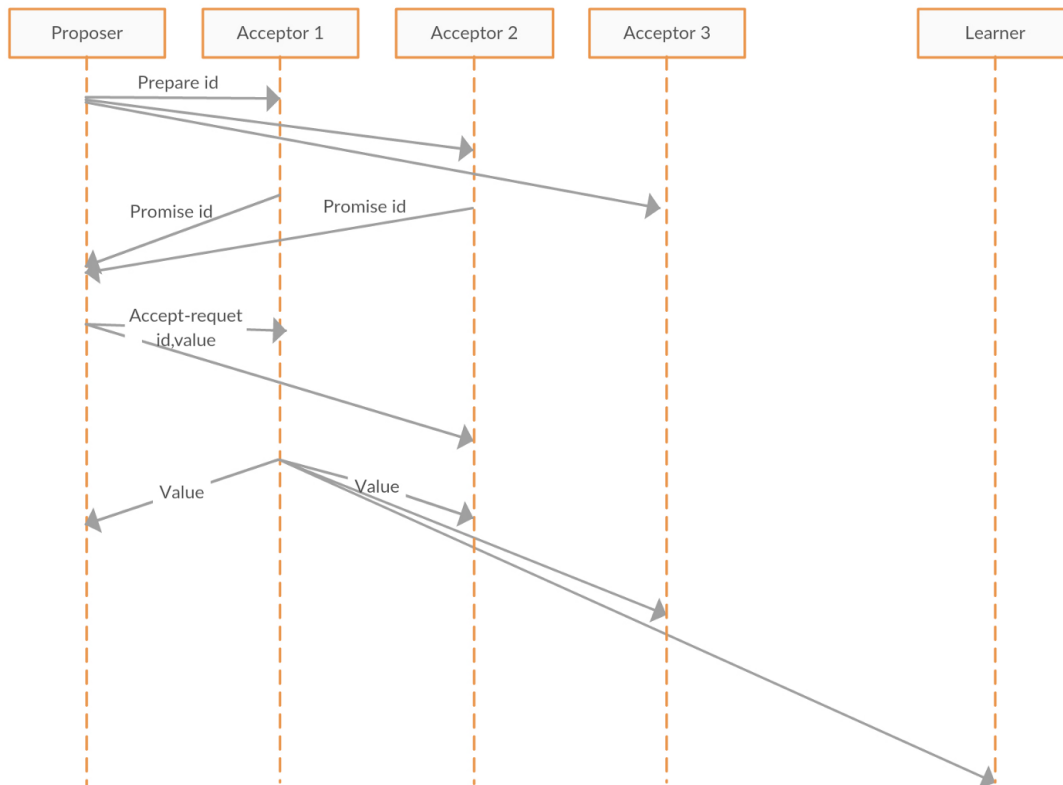 Proposer
Acceptor 1
Acceptor 2
Acceptor 3
Learner
Prepare id
Promise id
Promise id
Accept-requet
id,value
Value
Value